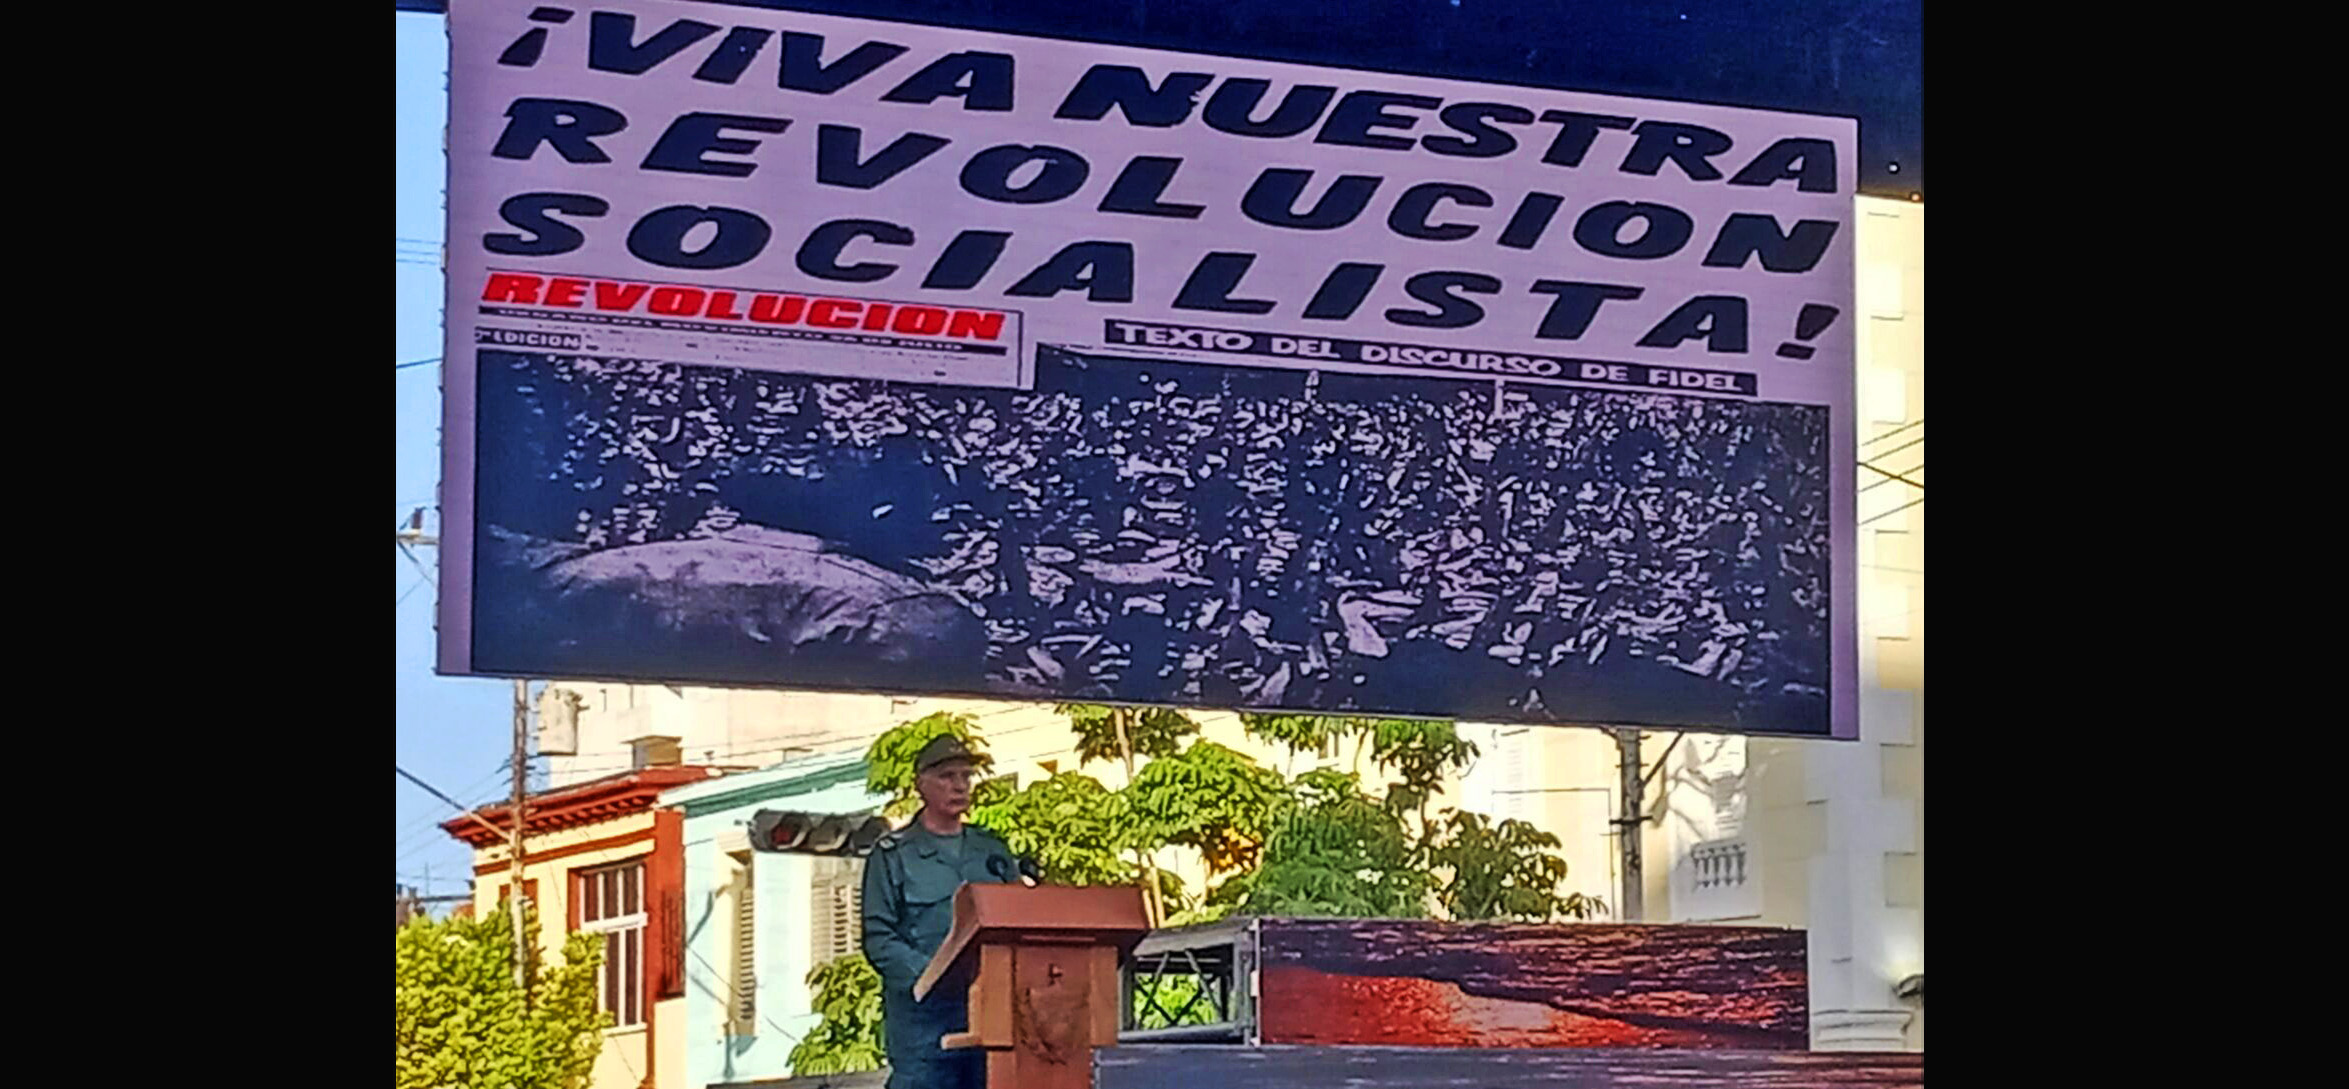 ¡VIVA NUESTRA
REVOLUCION
SOCIALISTA!
REVOLUCION
EDICION
TEXTO DEL DISCURSO DE FIDEL